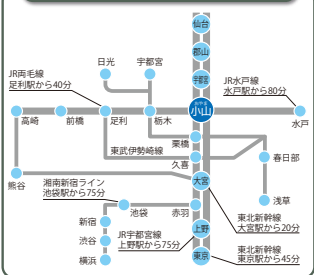 仙台
郡山
日光
宇都宮
宇都宮
JR両毛線
足利駅から40分
おやま
小山
JR水戸線
水戸駅から80分
高崎
前橋
足利
栃木
水戸
栗橋
東武伊勢崎線
久喜
春日部
熊谷
大宮
湘南新宿ライン
池袋駅から75分
浅草
池袋
赤羽
東北新幹線
大宮駅から20分
新宿
上野
JR宇都宮線
上野駅から75分
渋谷
東北新幹線
東京駅から45分
横浜
東京